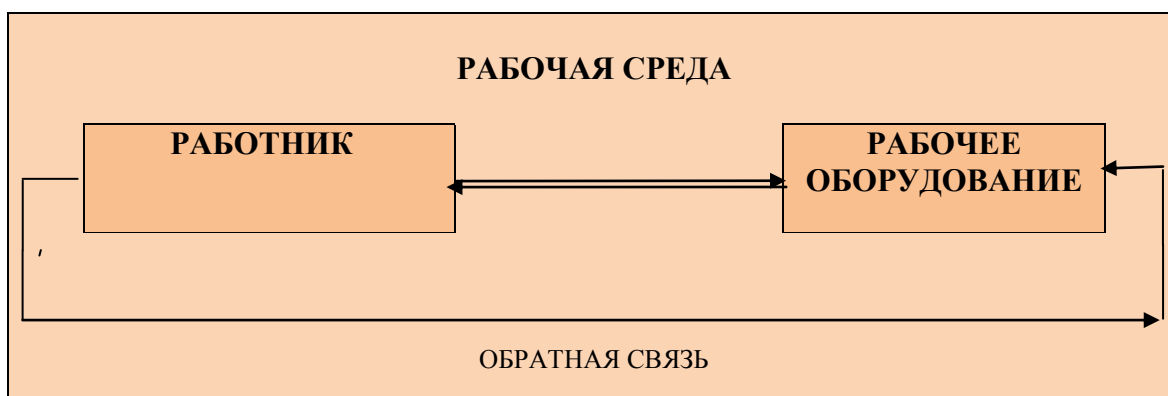 РАБОЧАЯ СРЕДА
РАБОТНИК
РАБОЧЕЕ
ОБОРУДОВАНИЕ
ОБРАТНАЯ СВЯЗЬ